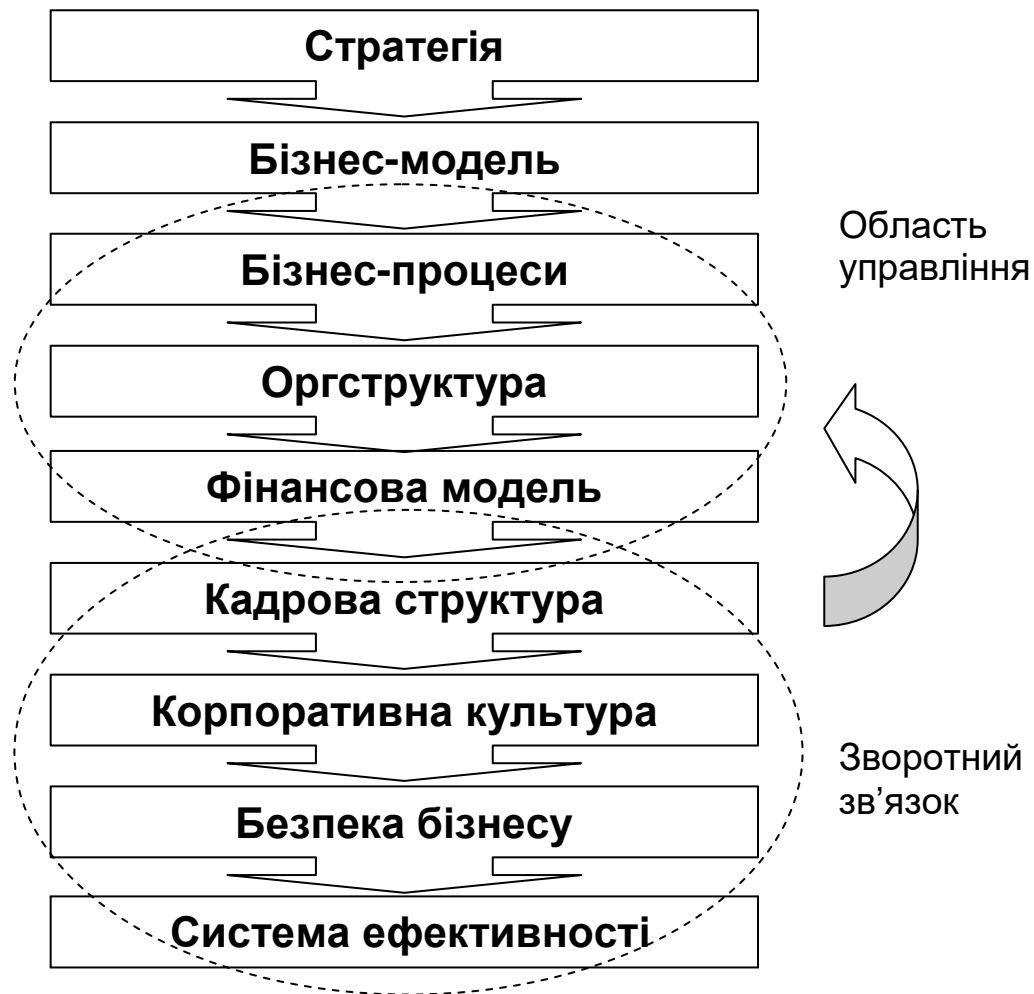 Стратегія
Бізнес-модель
Область
управління
Бізнес-процеси
Оргструктура
Фінансова модель
Кадрова структура
Корпоративна культура
Зворотний
зв’язок
Безпека бізнесу
Система ефективності